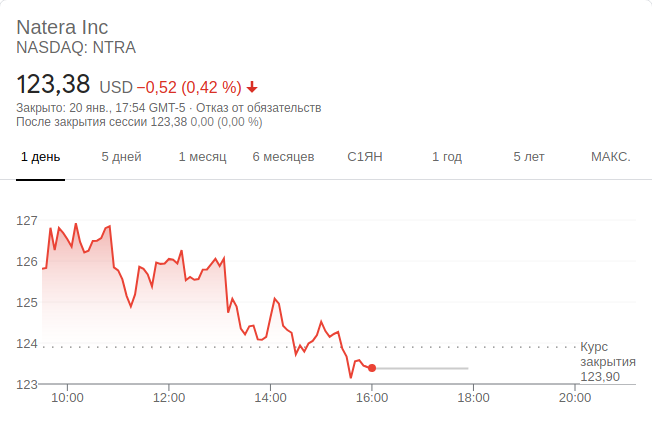 Natera Inc
NASDAQ: NTRA
123,38 USD −0,52 (0,42 %)
Закрыто: 20 янв., 17:54 GMT-5 · Отказ от обязательств
После закрытия сессии 123,38 0,00 (0,00 %)
1 день 5 дней 1 месяц 6 месяцев С1ЯН 1 год 5 лет МАКС.
127
126
125
124
123
Курс
закрытия
123,90
10:00 12:00 14:00 16:00 18:00 20:00